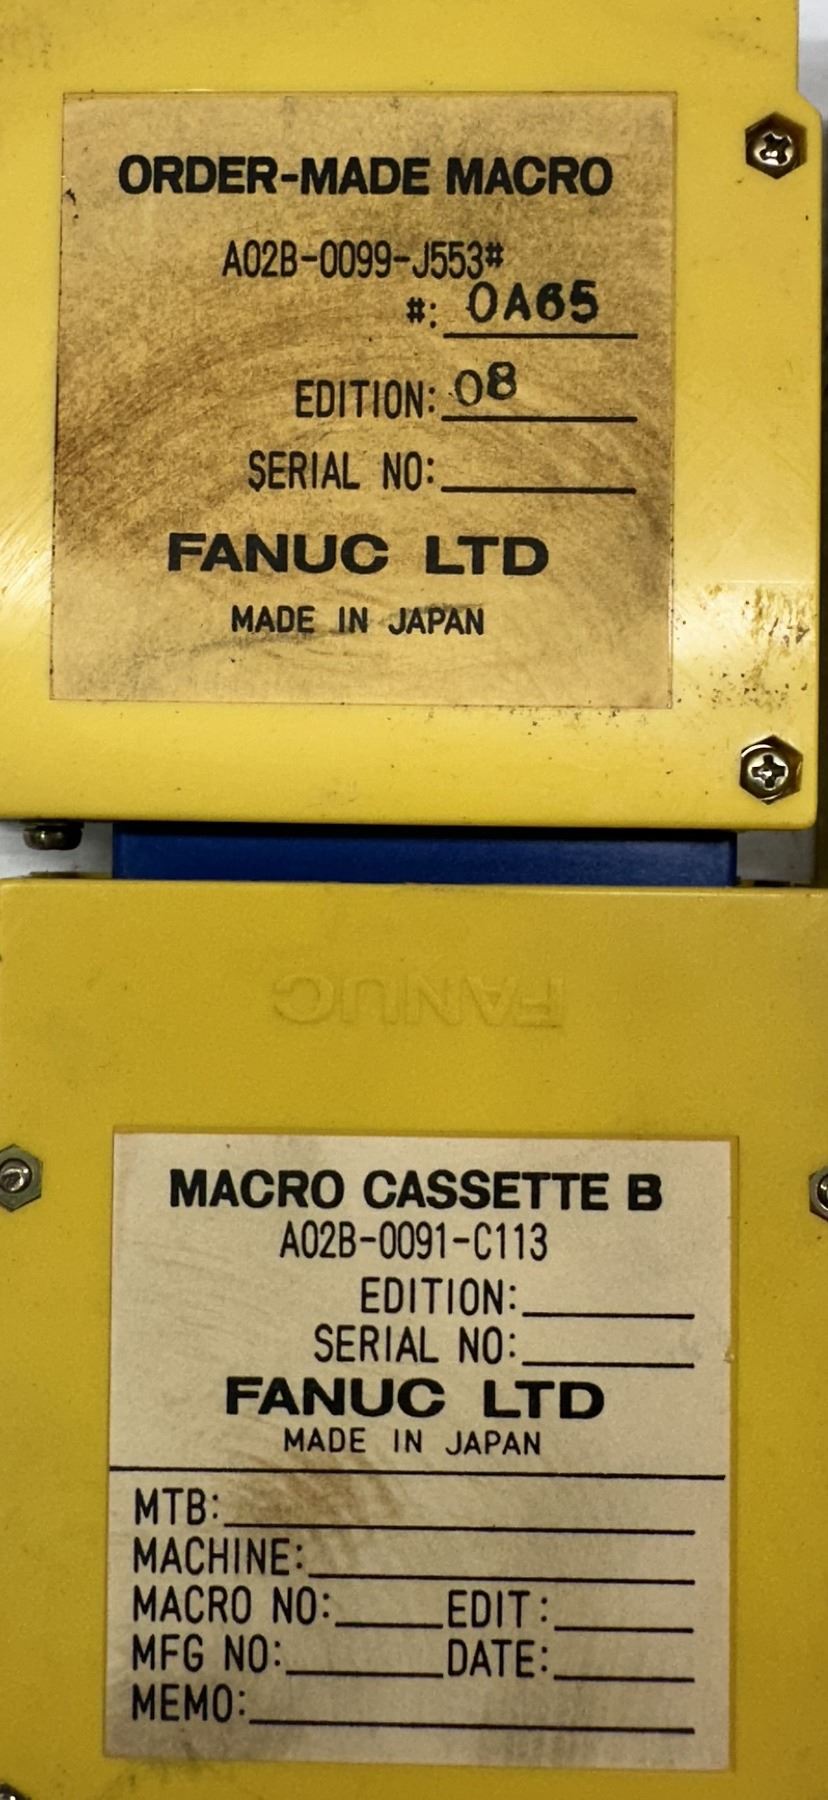 ORDER-MADE MACRO
A02B-0099-J553#
#: 0A65
EDITION: 08
SERIAL NO:
FANUC LTD
MADE IN JAPAN
FANUC
MACRO CASSETTE B
A02B-0091-C113
EDITION:
SERIAL NO:
FANUC LTD
MADE IN JAPAN
MTB:
MACHINE:
MACRO NO: EDIT:
MFG NO: DATE:
MEMO: